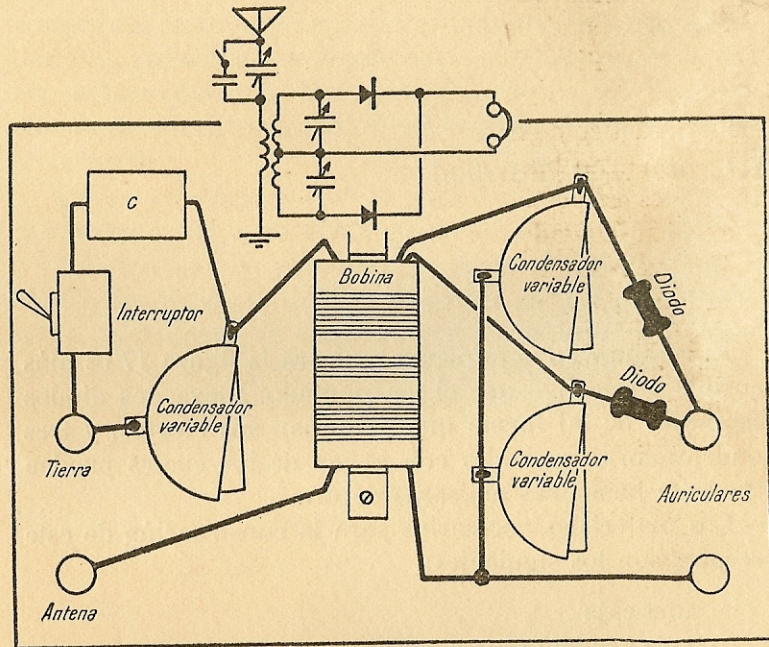 C
Interruptor
Condensador
variable
Tierra
Antena
Bobina
Condensador
variable
Diodo
Condensador
variable
Diodo
Auriculares